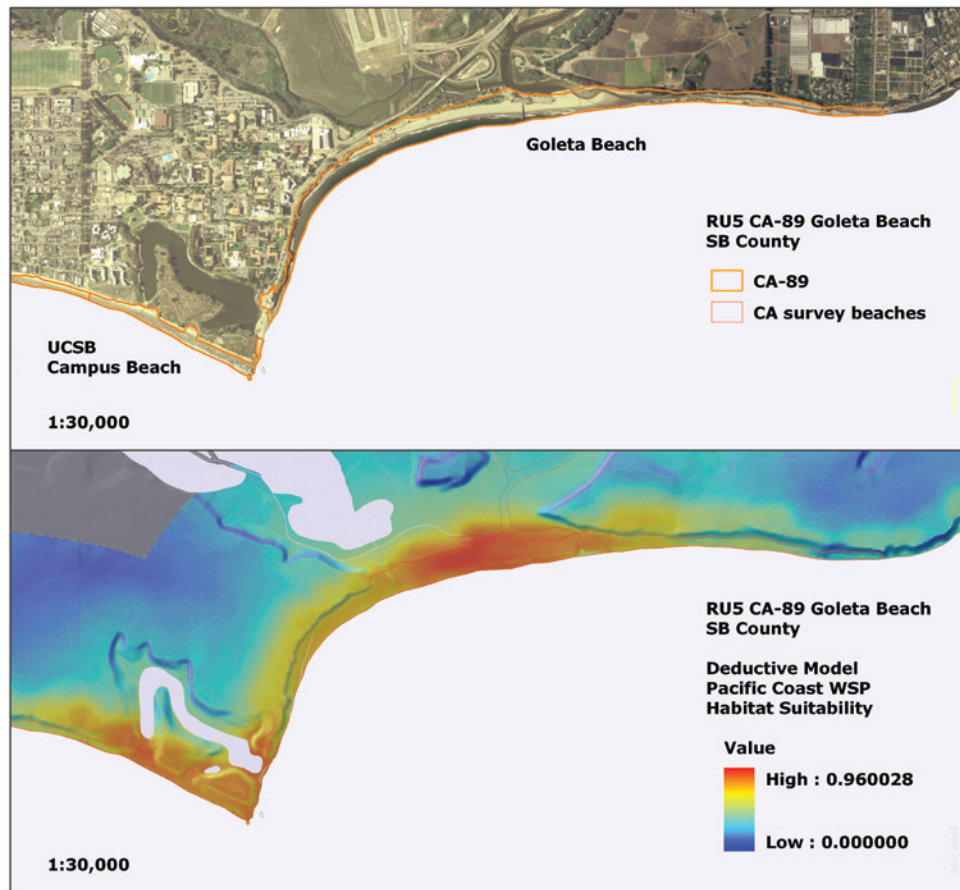 Goleta Beach
RU5 CA-89 Goleta Beach
SB County
CA-89
CA survey beaches
UCSB
Campus Beach
1:30,000
RU5 CA-89 Goleta Beach
SB County
Deductive Model
Pacific Coast WSP
Habitat Suitability
Value
High : 0.960028
Low : 0.000000
1:30,000